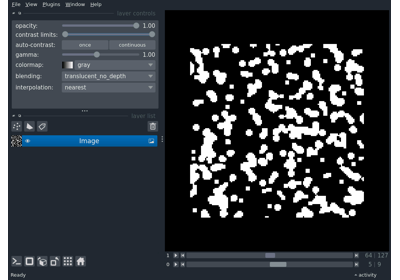 File View Plugins Window Help
layer controls
opacity: 1.00
contrast limits:
auto-contrast: once continuous
gamma: 1.00
colormap: gray
blending: translucent_no_depth
interpolation: nearest
layer list
Image
1 64 127
0 5 9
Ready activity